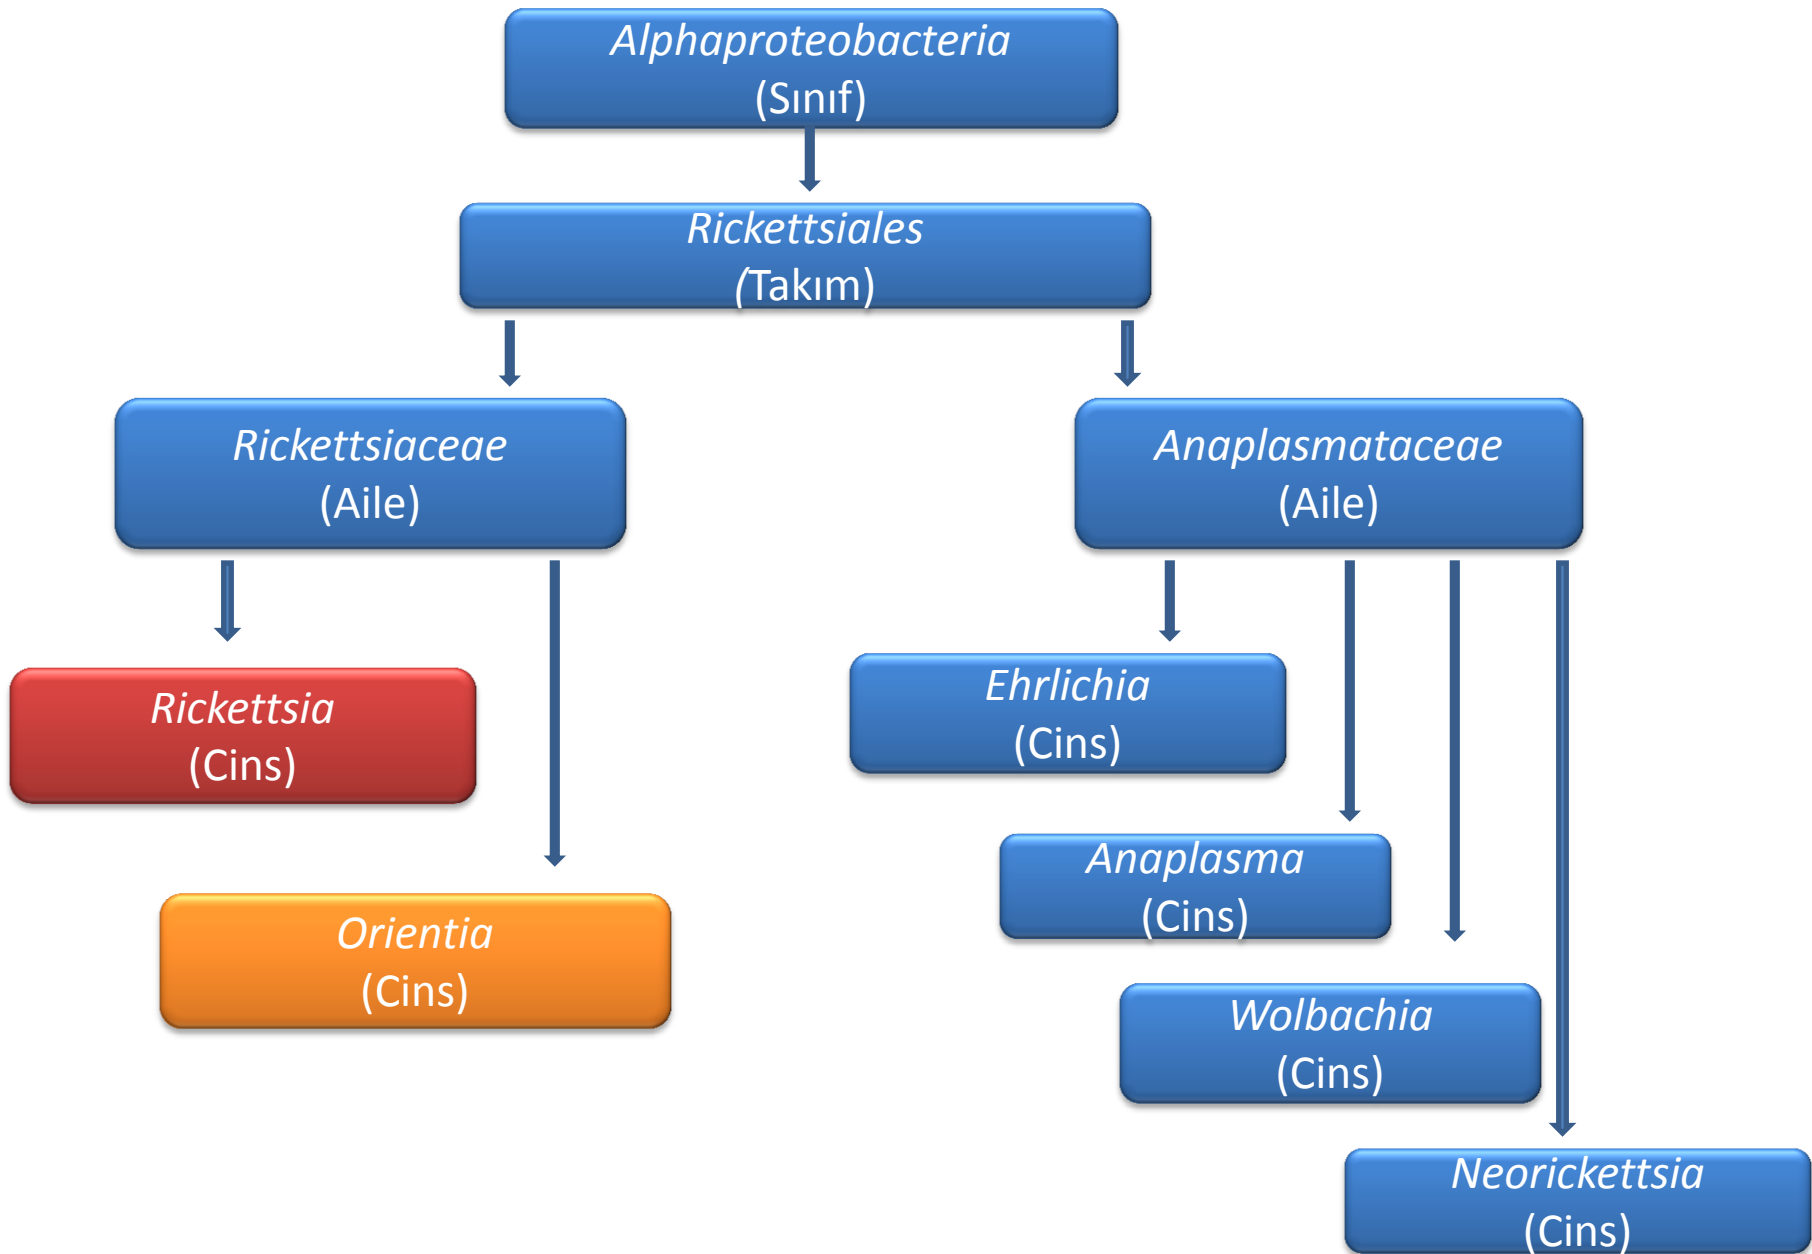 Alphaproteobacteria
(Sınıf)
Rickettsiales
(Takım)
Rickettsiaceae
(Aile)
Anaplasmataceae
(Aile)
Rickettsia
(Cins)
Ehrlichia
(Cins)
Anaplasma
(Cins)
Orientia
(Cins)
Wolbachia
(Cins)
Neorickettsia
(Cins)